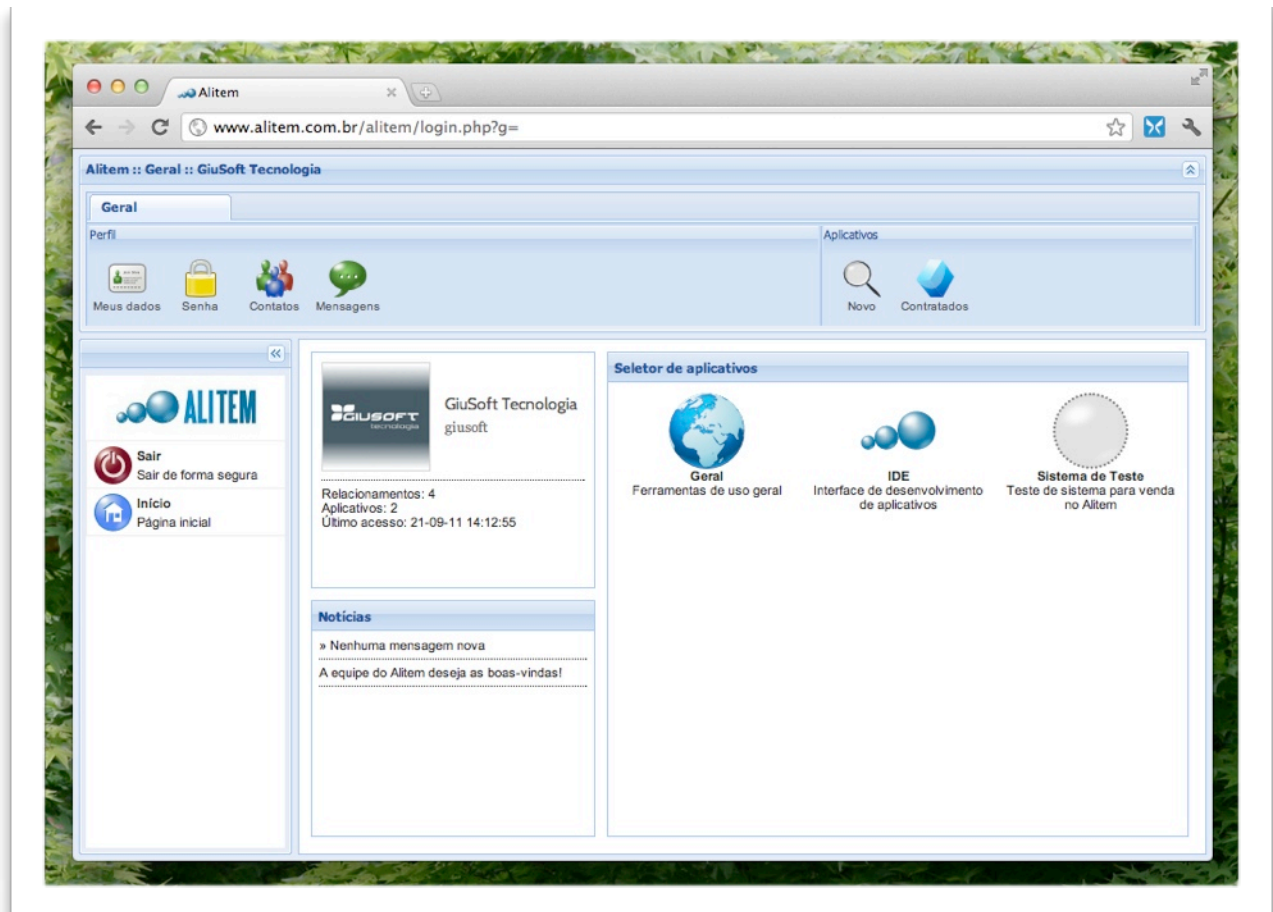 Alitem
www.alitem.com.br/alitem/login.php?g=
Alitem :: Geral :: GiuSoft Tecnologia
Geral
Perfil
Aplicativos
Meus dados
Senha
Contatos
Mensagens
Novo
Contratados
ALITEM
Sair
Sair de forma segura
Início
Página inicial
GIUSOFT
tecnologia
GiuSoft Tecnologia
giusoft
Relacionamentos: 4
Aplicativos: 2
Último acesso: 21-09-11 14:12:55
Notícias
» Nenhuma mensagem nova
A equipe do Alitem deseja as boas-vindas!
Seletor de aplicativos
Geral
Ferramentas de uso geral
IDE
Interface de desenvolvimento
de aplicativos
Sistema de Teste
Teste de sistema para venda
no Alitem